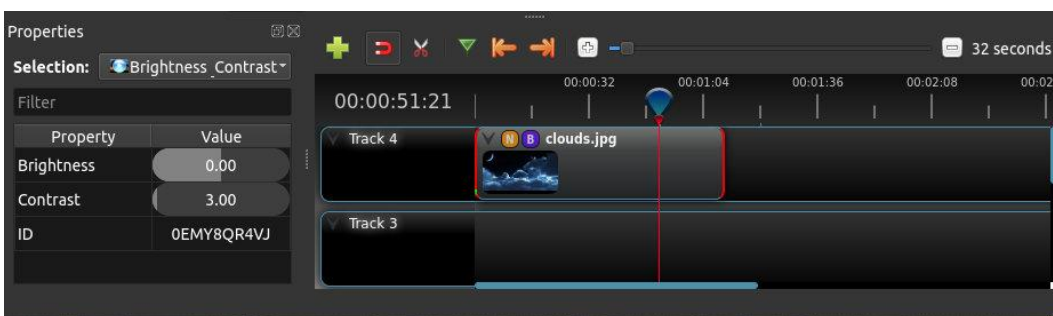 Properties
Selection: Brightness_Contrast
Filter
Property Value
Brightness 0.00
Contrast 3.00
ID 0EMY8QR4VJ
32 seconds
00:00:51:21
00:00:32 00:01:04 00:01:36 00:02:08 00:02
Track 4
N B clouds.jpg
Track 3